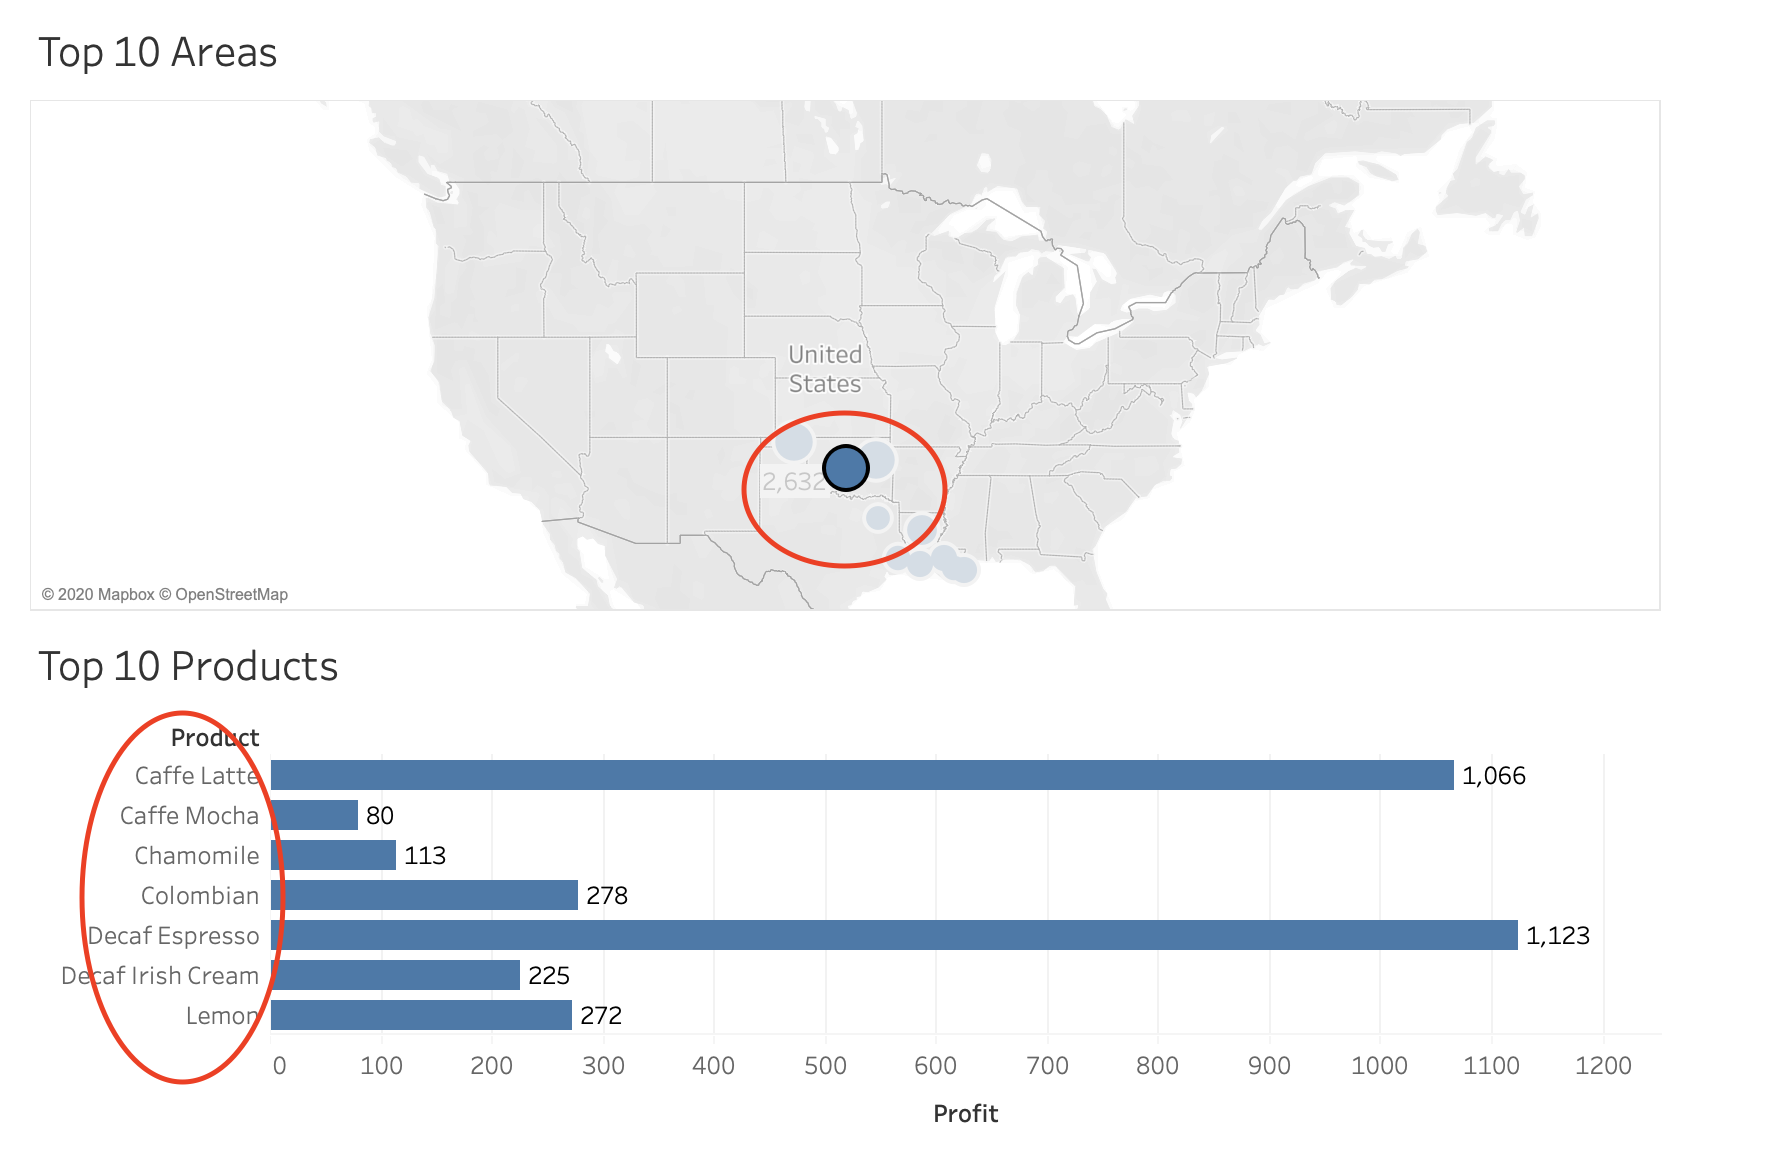 Top 10 Areas
United
States
2,632
© 2020 Mapbox © OpenStreetMap
Top 10 Products
Product
Caffe Latte 1,066
Caffe Mocha 80
Chamomile 113
Colombian 278
Decaf Espresso 1,123
Decaf Irish Cream 225
Lemon 272
0 100 200 300 400 500 600 700 800 900 1000 1100 1200
Profit